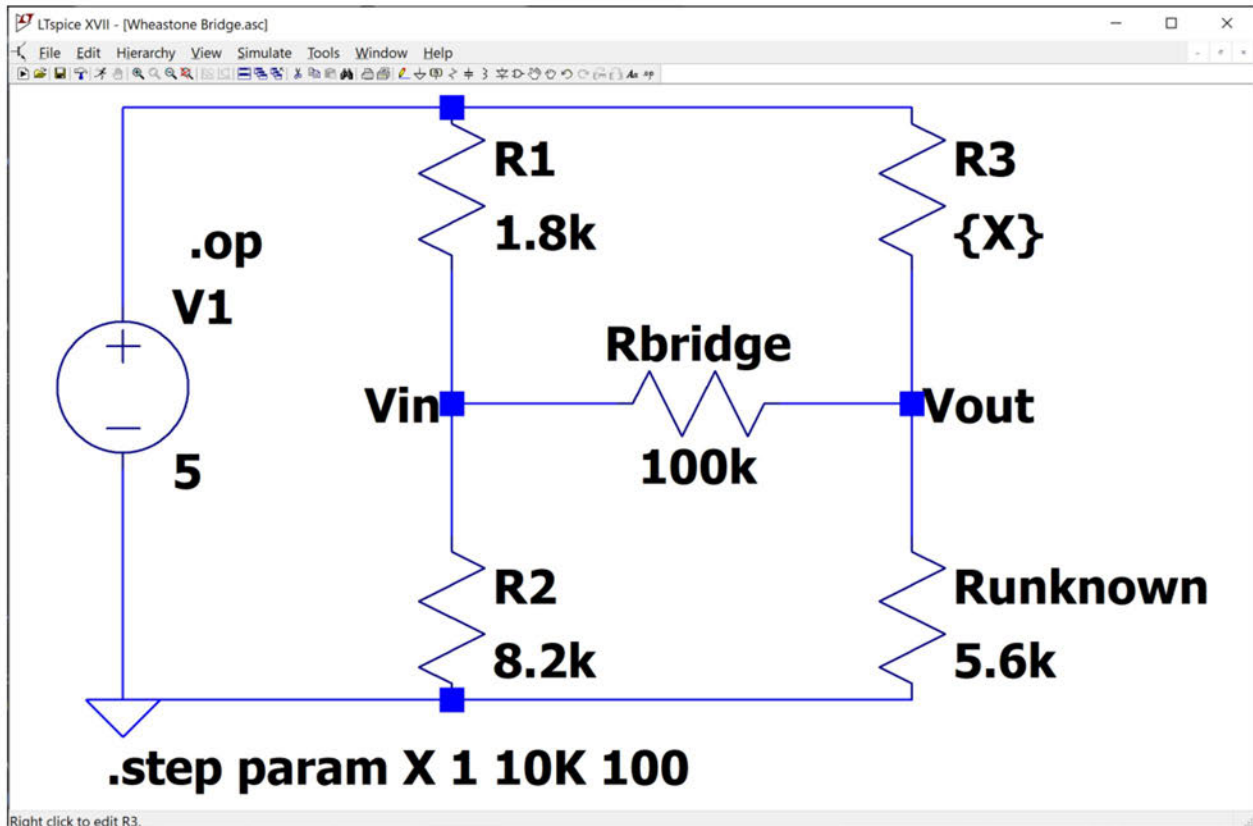 LTspice XVII - [Wheastone Bridge.asc]
File Edit Hierarchy View Simulate Tools Window Help
R1
1.8k
R3
{X}
.op
V1
5
Rbridge
100k
Vin
Vout
R2
8.2k
Runknown
5.6k
.step param X 1 10K 100
Right click to edit R3.